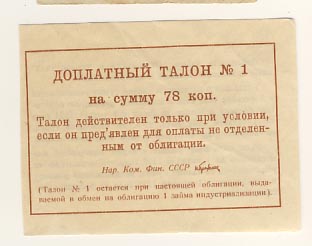 ДОПЛАТНЫЙ ТАЛОН № 1
на сумму 78 коп.
Талон действителен только при условии,
если он пред'явлен для оплаты не отделен-
ным от облигации.
Нар. Ком. Фин. СССР
(Талон № 1 остается при настоящей облигации, выда-
ваемой в обмен на облигацию 1 займа индустриализации).